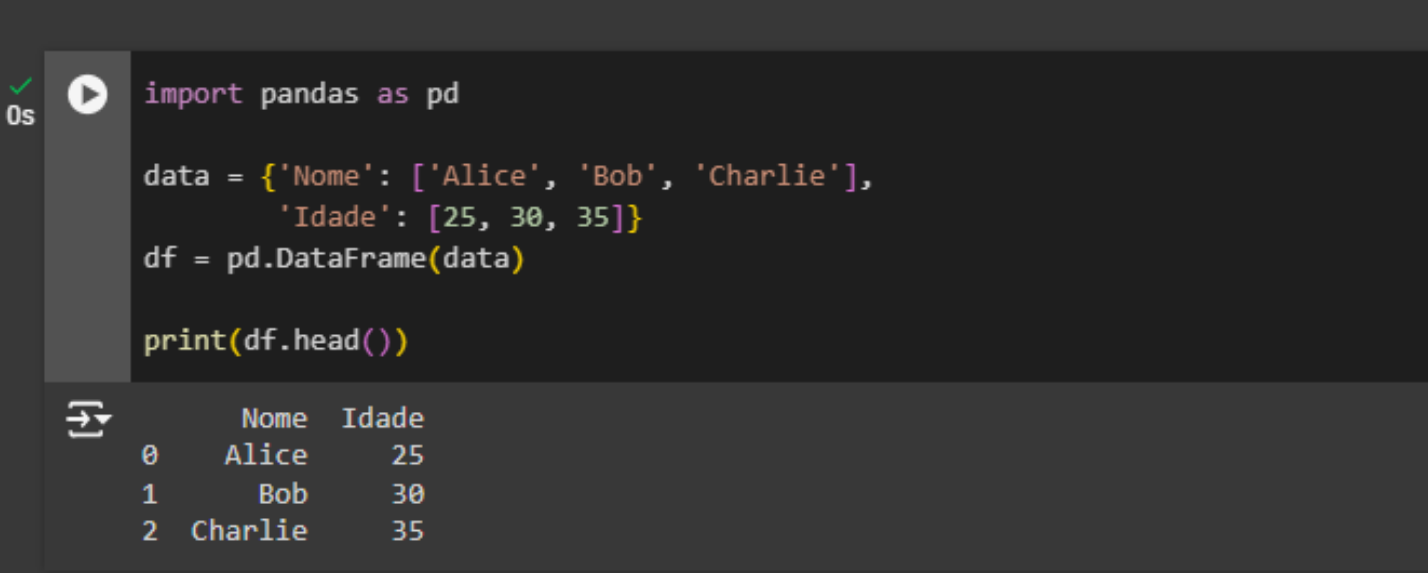 import pandas as pd
0s
data = {'Nome': ['Alice', 'Bob', 'Charlie'],
        'Idade': [25, 30, 35]}
df = pd.DataFrame(data)
print(df.head())
      Nome  Idade
0    Alice     25
1      Bob     30
2  Charlie     35